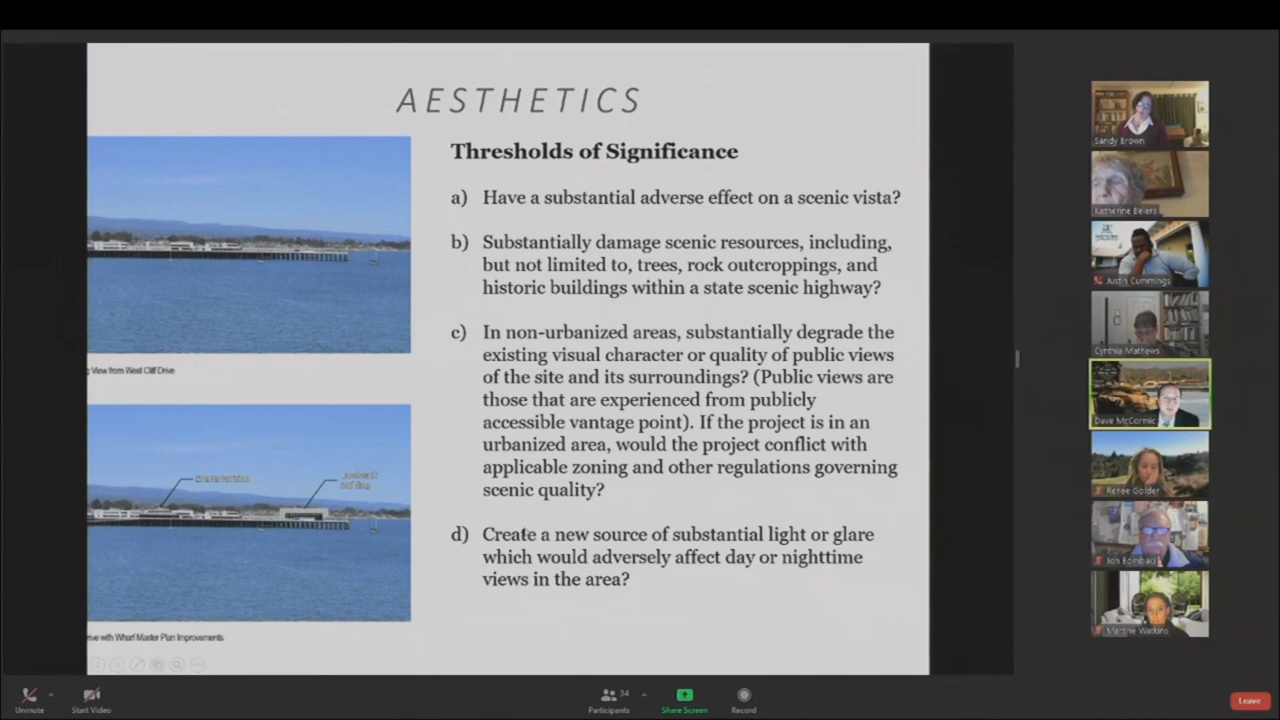 AESTHETICS
Thresholds of Significance
a) Have a substantial adverse effect on a scenic vista?
b) Substantially damage scenic resources, including,
but not limited to, trees, rock outcroppings, and
historic buildings within a state scenic highway?
c) In non-urbanized areas, substantially degrade the
existing visual character or quality of public views
of the site and its surroundings? (Public views are
those that are experienced from publicly
accessible vantage point). If the project is in an
urbanized area, would the project conflict with
applicable zoning and other regulations governing
scenic quality?
d) Create a new source of substantial light or glare
which would adversely affect day or nighttime
views in the area?
View from West Cliff Drive
with Wharf Master Plan Improvements
Sandy Brown
Katherine Beiers
Justin Cummings
Cynthia Mathews
Dave McCormic
Renee Golder
Jon Bombaci
Martine Watkins
Unmute
Start Video
34
Participants
Share Screen
Record
Leave